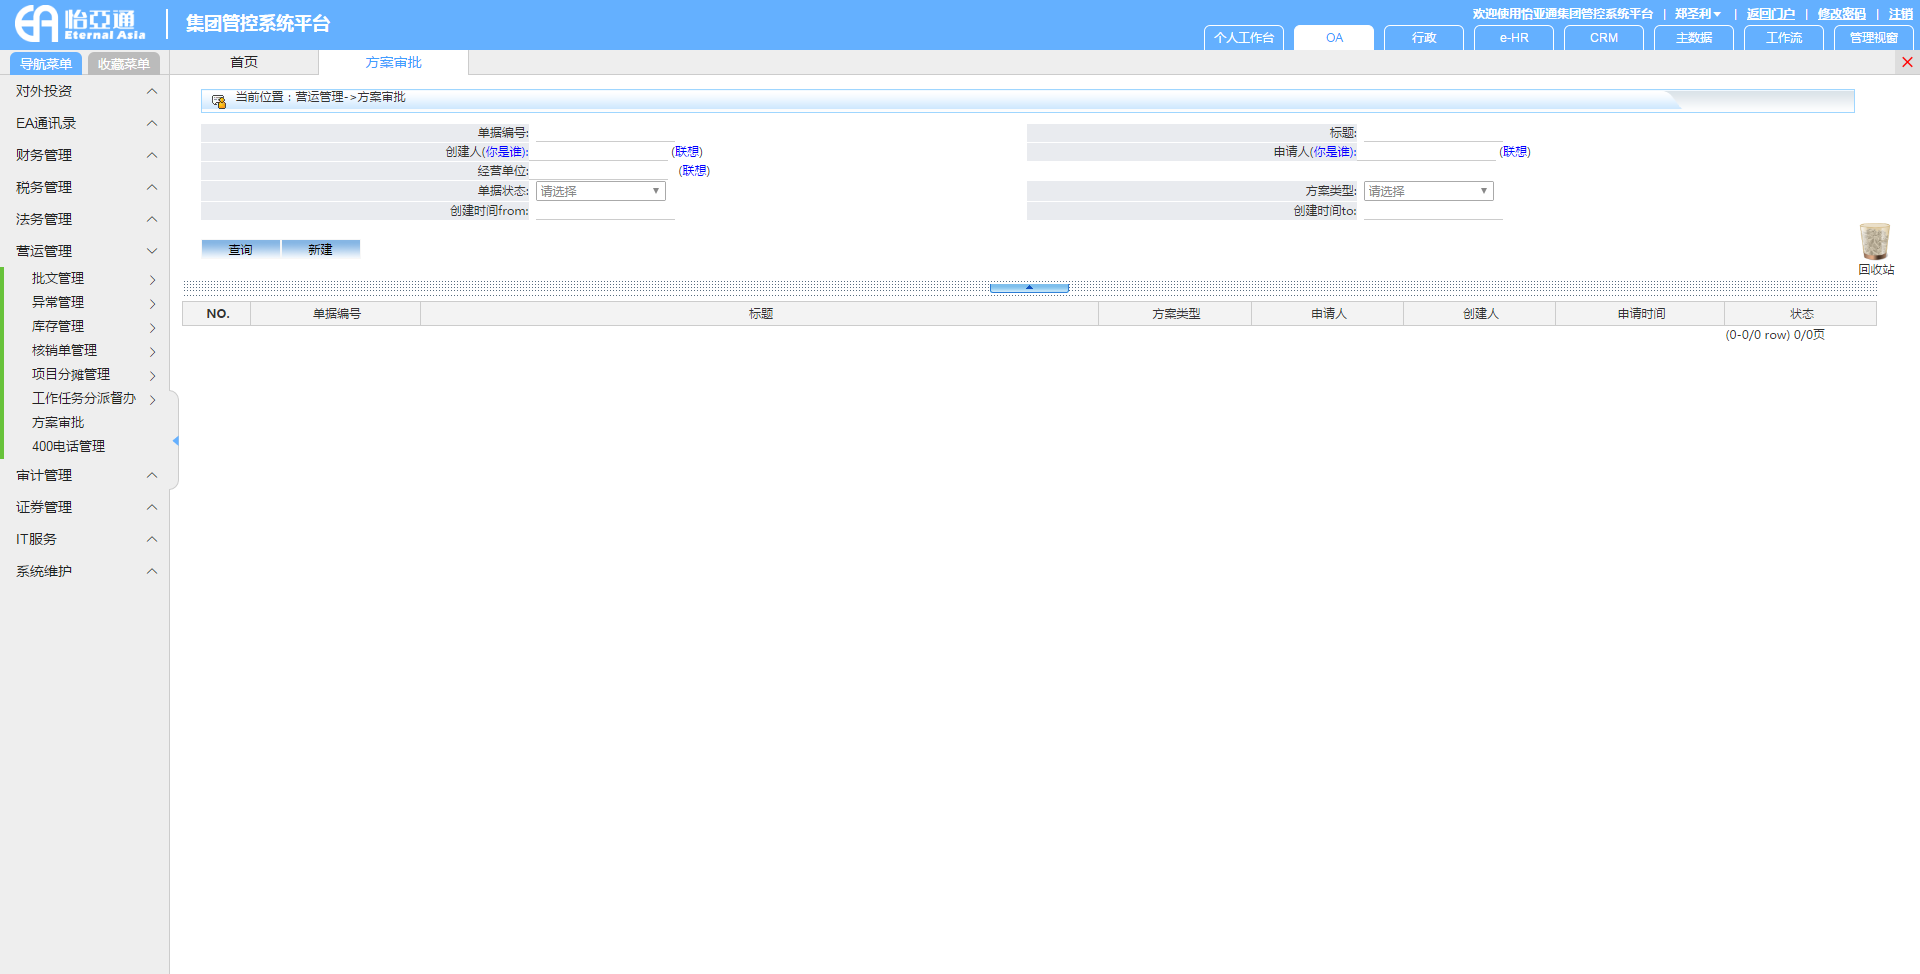 怡亞通
Eternal Asia
集团管控系统平台
欢迎使用怡亚通集团管控系统平台 | 郑圣利 | 返回门户 | 修改密码 | 注销
个人工作台 OA 行政 e-HR CRM 主数据 工作流 管理视窗
导航菜单 收藏菜单 首页 方案审批
对外投资
EA通讯录
财务管理
税务管理
法务管理
营运管理
批文管理
异常管理
库存管理
核销单管理
项目分摊管理
工作任务分派督办
方案审批
400电话管理
审计管理
证券管理
IT服务
系统维护
当前位置：营运管理->方案审批
单据编号: 标题:
创建人(你是谁): (联想) 申请人(你是谁): (联想)
经营单位: (联想)
单据状态: 请选择 方案类型: 请选择
创建时间from: 创建时间to:
查询 新建
回收站
NO. 单据编号 标题 方案类型 申请人 创建人 申请时间 状态
(0-0/0 row) 0/0页